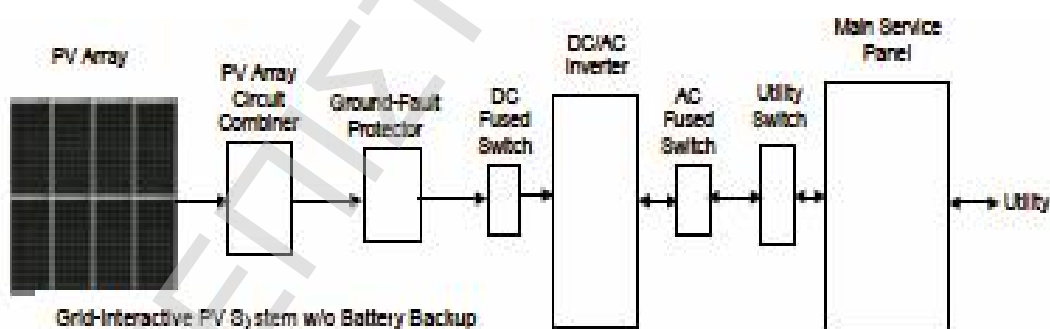 PV Array
PV Array
Circuit
Combiner
Ground-Fault
Protector
DC
Fused
Switch
DC/AC
Inverter
AC
Fused
Switch
Utility
Switch
Main Service
Panel
Utility
Grid-Interactive PV System w/o Battery Backup